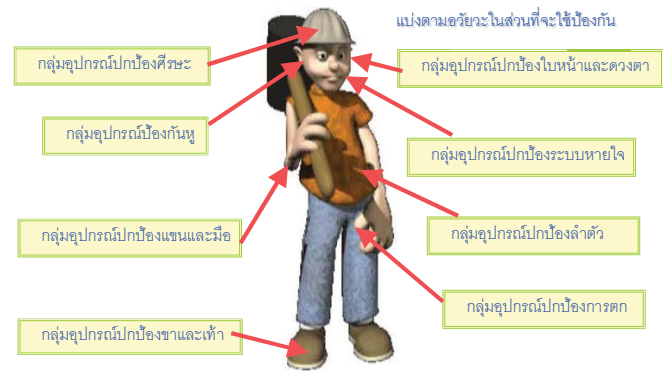 แบ่งตามอวัยวะในส่วนที่จะใช้ป้องกัน
กลุ่มอุปกรณ์ปกป้องศีรษะ
กลุ่มอุปกรณ์ปกป้องใบหน้าและดวงตา
กลุ่มอุปกรณ์ป้องกันหู
กลุ่มอุปกรณ์ปกป้องระบบหายใจ
กลุ่มอุปกรณ์ปกป้องแขนและมือ
กลุ่มอุปกรณ์ปกป้องลำตัว
กลุ่มอุปกรณ์ปกป้องการตก
กลุ่มอุปกรณ์ปกป้องขาและเท้า